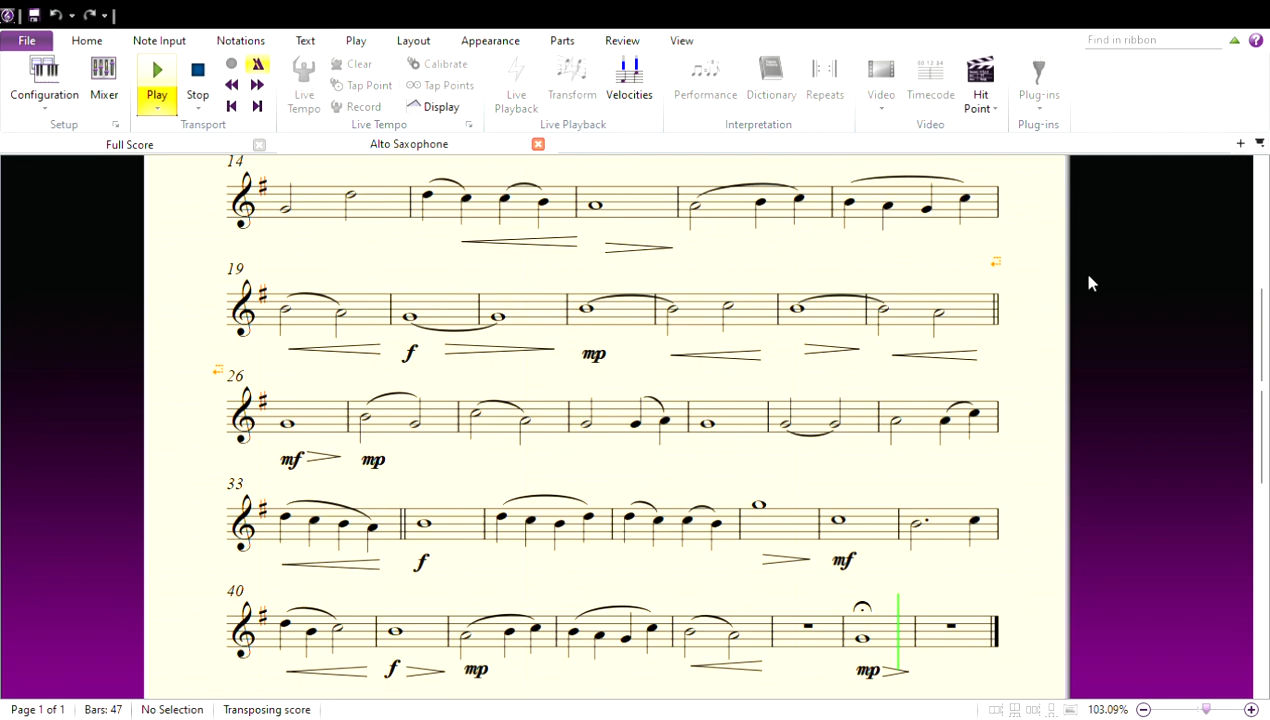 File Home Note Input Notations Text Play Layout Appearance Parts Review View Find in ribbon
Configuration Mixer Play Stop Live Tempo Clear Tap Point Record Calibrate Tap Points Display Live Playback Transform Velocities Performance Dictionary Repeats Video Timecode Hit Point Plug-ins
Setup Transport Live Tempo Live Playback Interpretation Video Plug-ins
Full Score Alto Saxophone
14
19
f mp
26
mf mp
33
f mf
40
f mp mp
Page 1 of 1 Bars: 47 No Selection Transposing score 103.09%